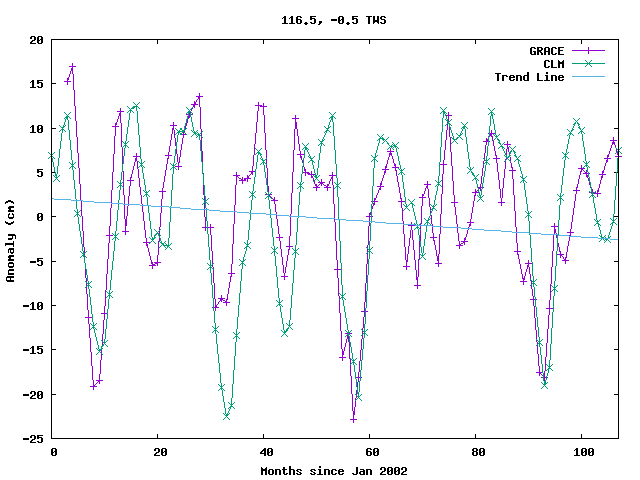 116.5, -0.5 TWS
GRACE
CLM
Trend Line
20
15
10
5
0
-5
-10
-15
-20
-25
Anomaly (cm)
0 20 40 60 80 100
Months since Jan 2002